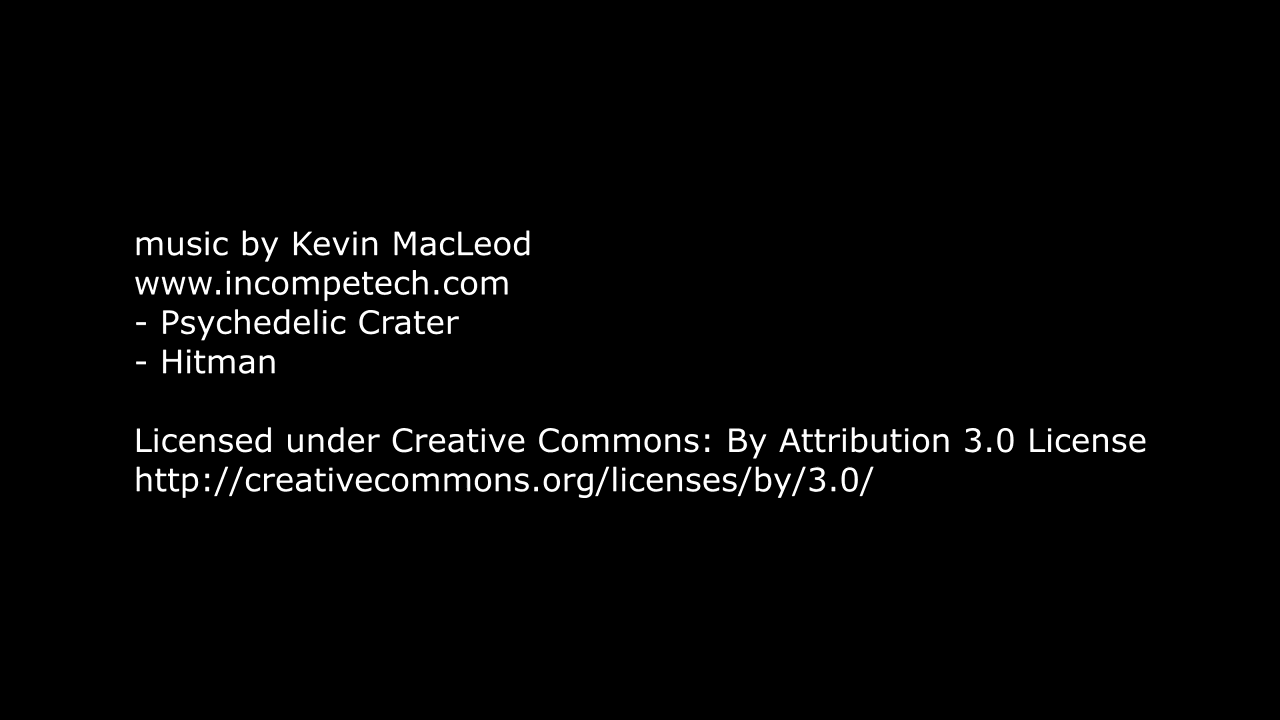 music by Kevin MacLeod
www.incompetech.com
- Psychedelic Crater
- Hitman
Licensed under Creative Commons: By Attribution 3.0 License
http://creativecommons.org/licenses/by/3.0/